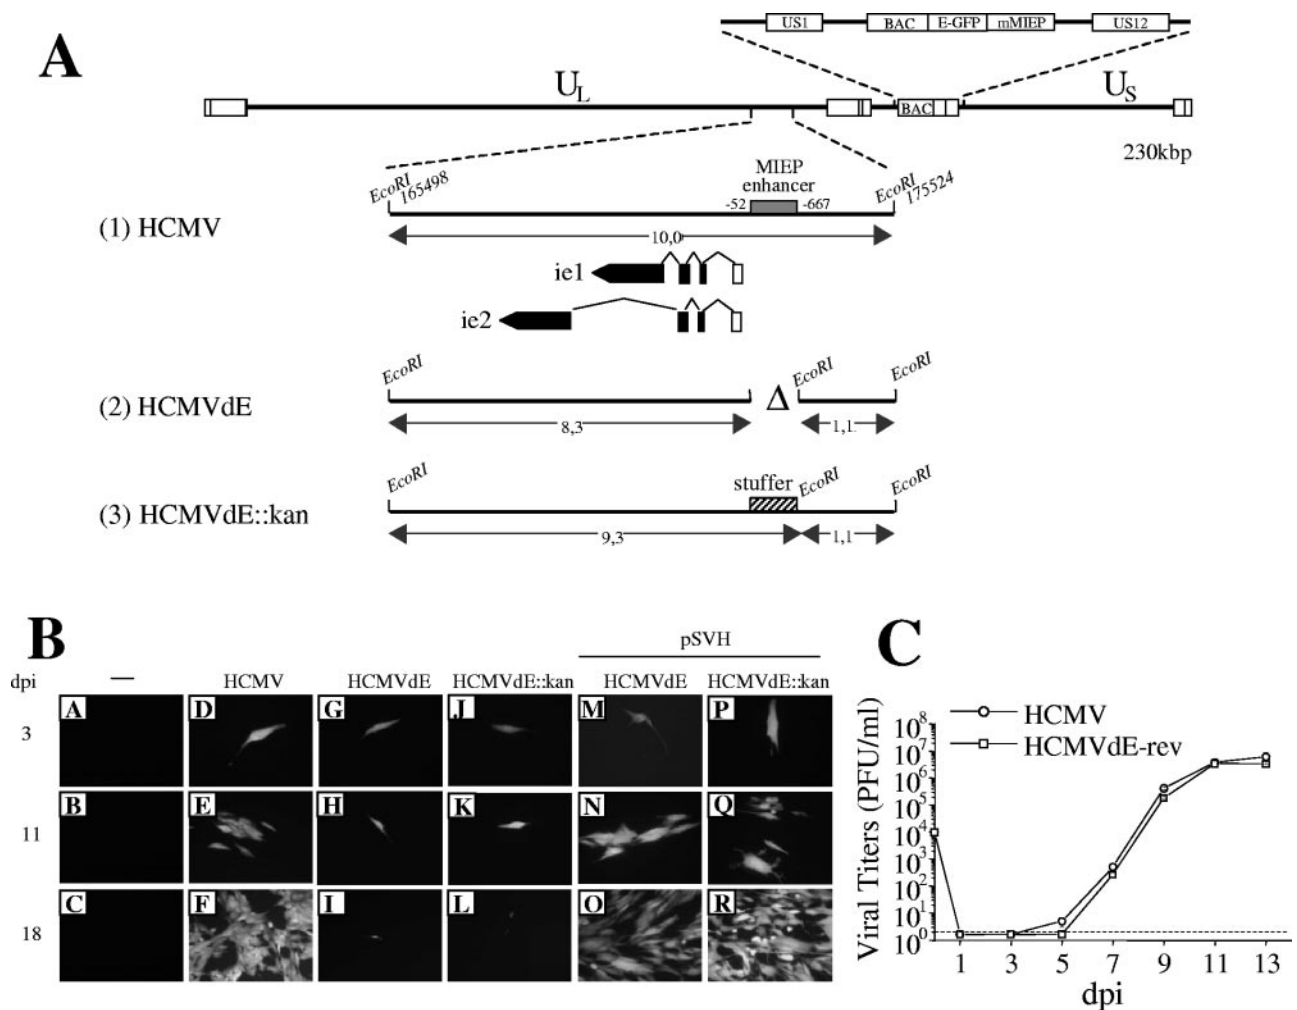 A
US1 BAC E-GFP mMIEP US12
UL US
BAC
230kbp
MIEP
enhancer
EcoRI 165498 -52 -667 EcoRI 175524
(1) HCMV
10,0
ie1
ie2
EcoRI EcoRI EcoRI
(2) HCMVdE Δ
8,3 1,1
stuffer
EcoRI EcoRI EcoRI
(3) HCMVdE::kan
9,3 1,1
B
pSVH
dpi — HCMV HCMVdE HCMVdE::kan HCMVdE HCMVdE::kan
3 A D G J M P
11 B E H K N Q
18 C F I L O R
C
HCMV
HCMVdE-rev
Viral Titers (PFU/ml)
10^8
10^7
10^6
10^5
10^4
10^3
10^2
10^1
10^0
1 3 5 7 9 11 13
dpi